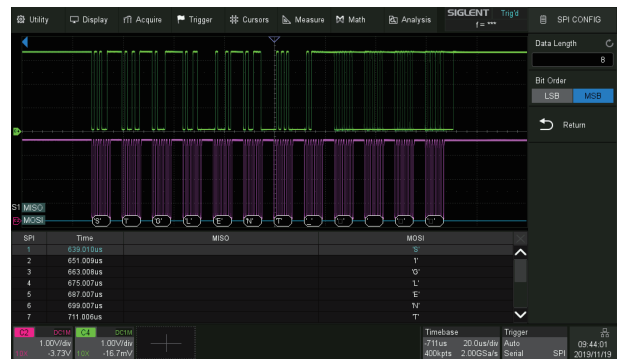 Utility Display Acquire Trigger Cursors Measure Math Analysis SIGLENT Trig'd f = *** SPI CONFIG
Data Length
8
Bit Order
LSB MSB
Return
S1 MISO
MOSI 'S' 'I' 'G' 'L' 'E' 'N' 'T' '_'
SPI Time MISO MOSI
1 639.010us 'S'
2 651.009us 'I'
3 663.008us 'G'
4 675.007us 'L'
5 687.007us 'E'
6 699.007us 'N'
7 711.006us 'T'
C2 DC1M C4 DC1M Timebase Trigger
1.00V/div 1.00V/div -711us 20.0us/div Auto 09:44:01
10X -3.73V 10X -16.7mV 400kpts 2.00GSa/s Serial SPI 2019/11/19